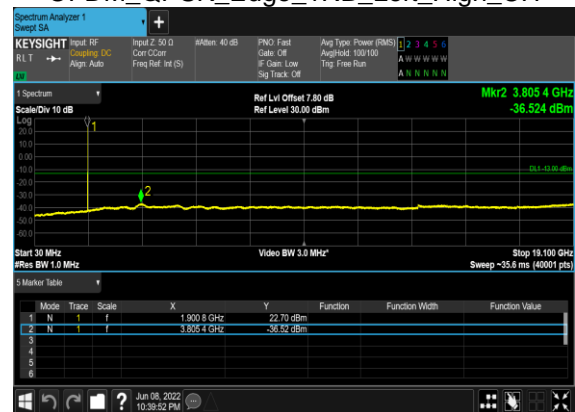 Spectrum Analyzer 1
Swept SA
+
KEYSIGHT
RLT
LW
Input: RF
Coupling: DC
Align: Auto
Input Z: 50 Ω
Corr CCorr
Freq Ref: Int (S)
#Atten: 40 dB
PNO: Fast
Gate: Off
IF Gain: Low
Sig Track: Off
Avg Type: Power (RMS)
Avg|Hold: 100/100
Trig: Free Run
1 2 3 4 5 6
A W W W W W
A N N N N N
1 Spectrum
Scale/Div 10 dB
Ref Lvl Offset 7.80 dB
Ref Level 30.00 dBm
Mkr2 3.805 4 GHz
-36.524 dBm
Log
20.0
10.0
0.00
-10.0
-20.0
-30.0
-40.0
-50.0
-60.0
1
2
DL1 -13.00 dBm
Start 30 MHz
#Res BW 1.0 MHz
Video BW 3.0 MHz*
Stop 19.100 GHz
Sweep ~35.6 ms (40001 pts)
5 Marker Table
Mode Trace Scale X Y Function Function Width Function Value
1 N 1 f 1.900 8 GHz 22.70 dBm
2 N 1 f 3.805 4 GHz -36.52 dBm
3
4
5
6
?
Jun 08, 2022
10:39:52 PM